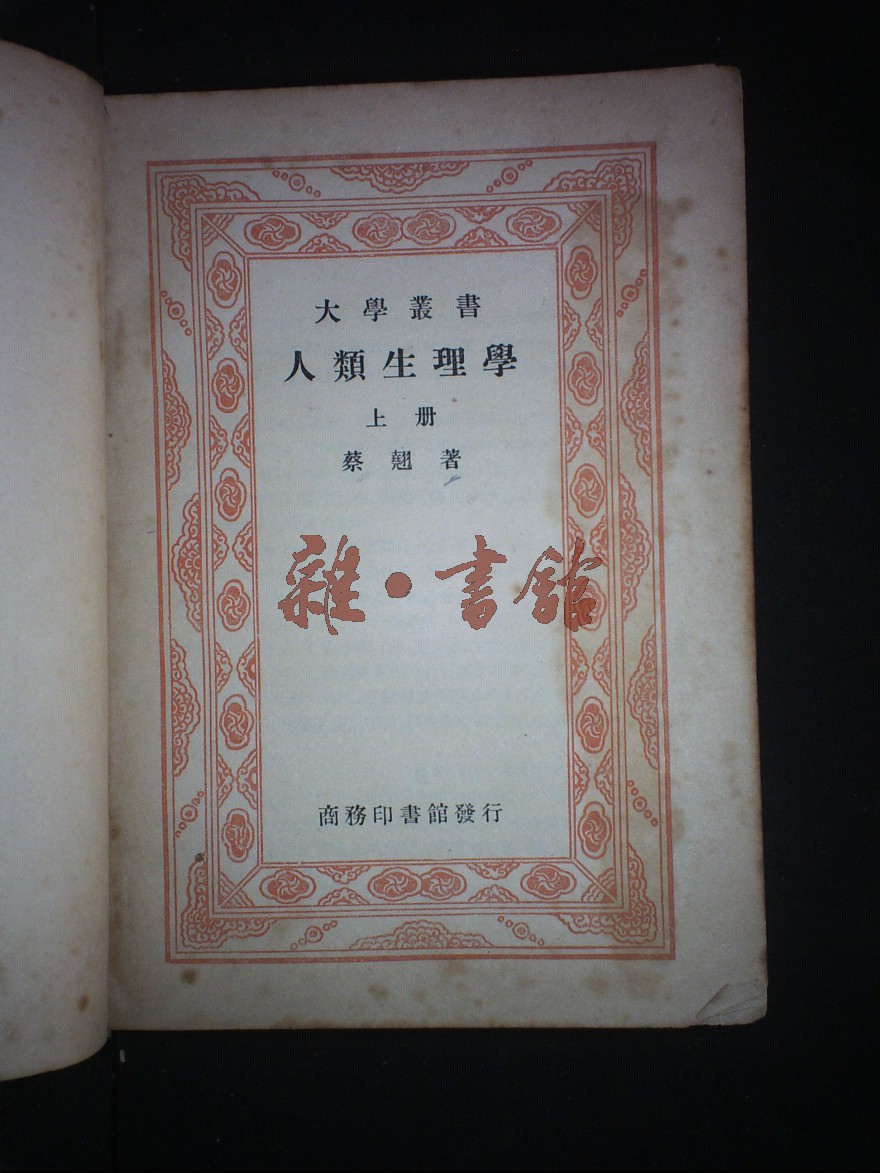 大學叢書
人類生理學
上册
蔡翹著
雜·書館
商務印書館發行